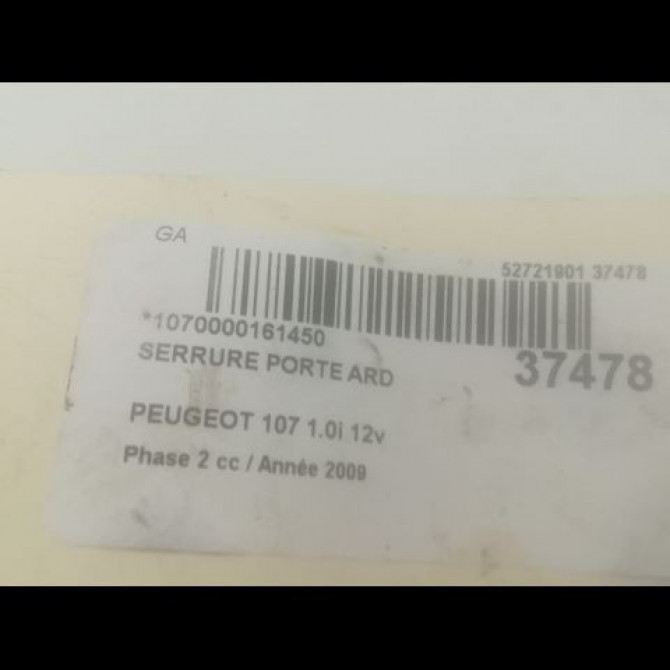 GA
52721901 37478
*1070000161450
37478
SERRURE PORTE ARD
PEUGEOT 107 1.0i 12v
Phase 2 cc / Année 2009